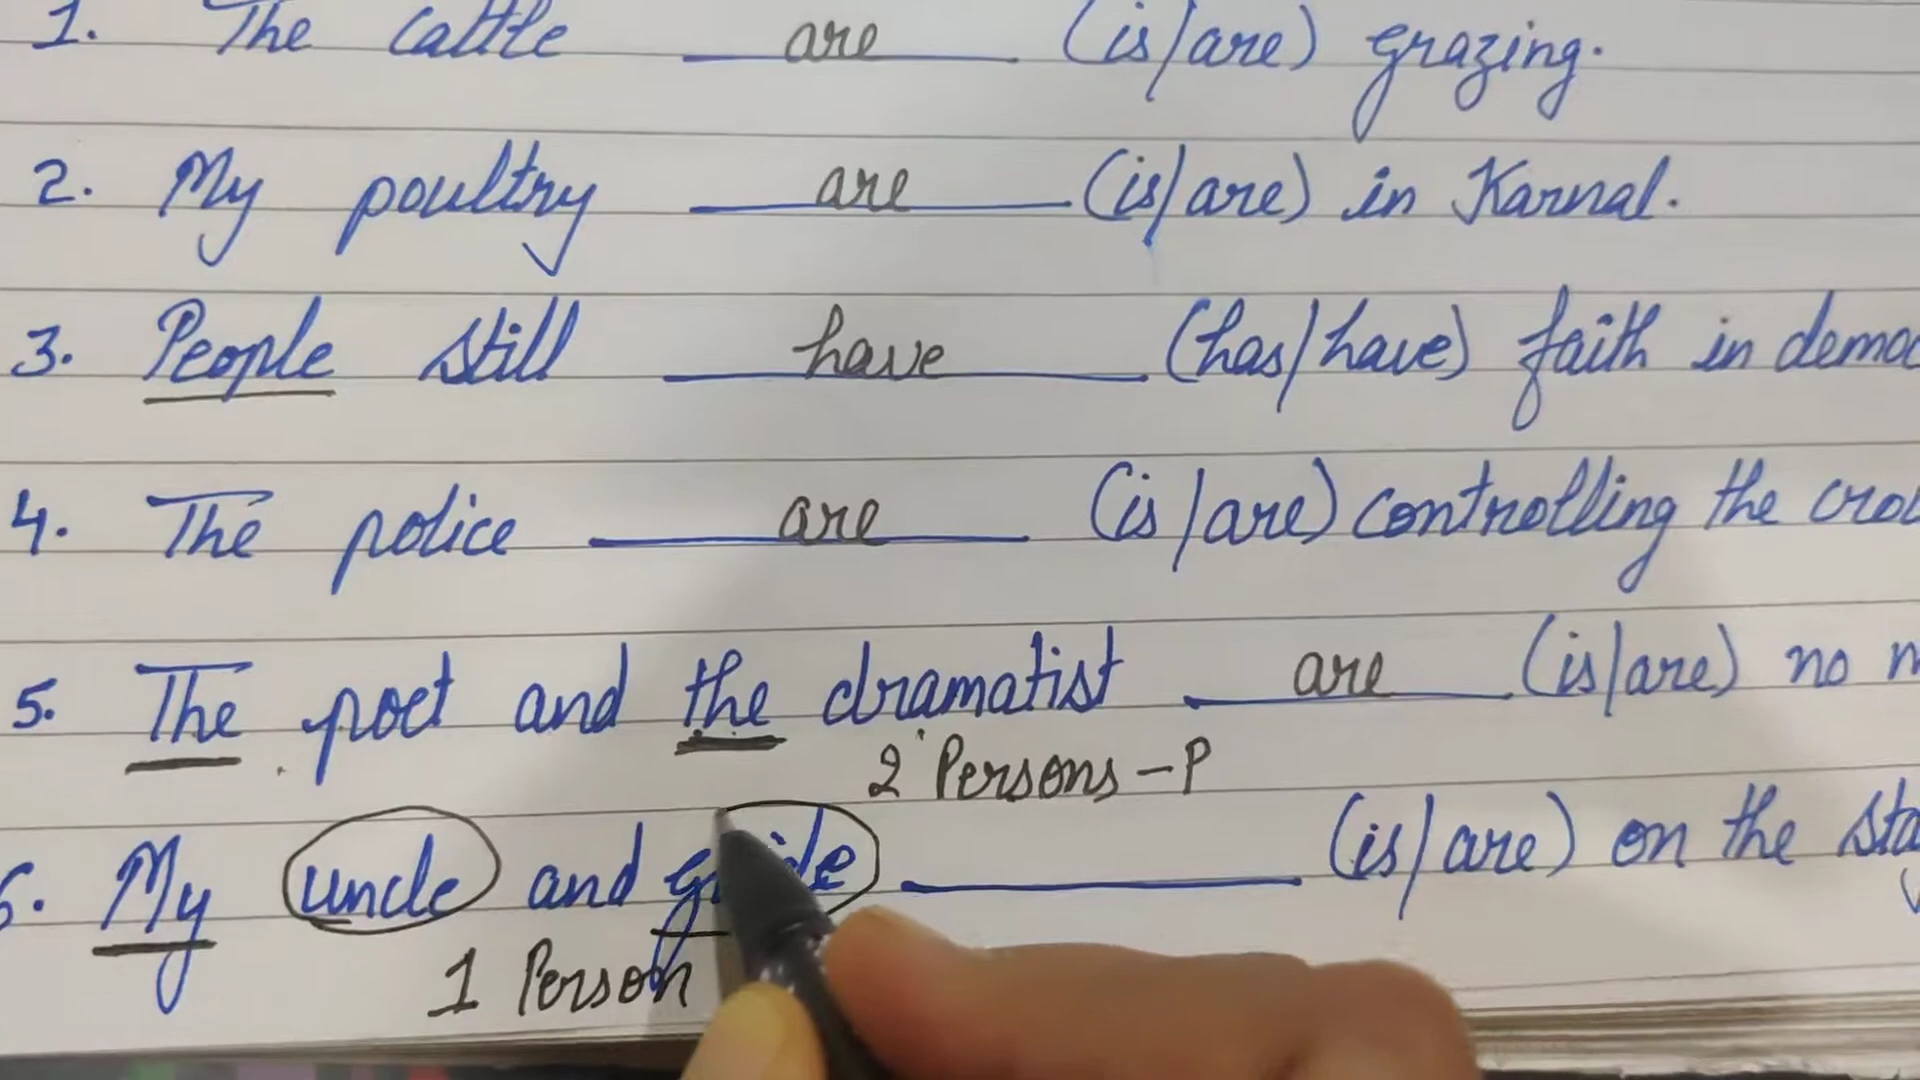 1. The cattle are (is/are) grazing.
2. My poultry are (is/are) in Karnal.
3. People still have (has/have) faith in
4. The police are (is/are) controlling the
5. The poet and the dramatist are (is/are) no
2 Persons - P
6. My uncle and (is/are) on the
1 Person